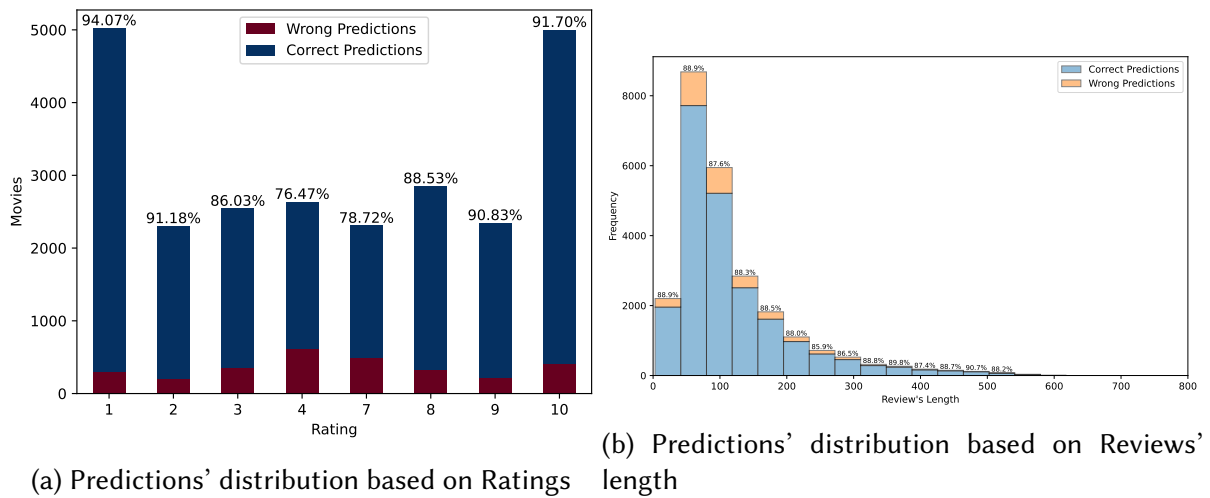 94.07%
91.18%
86.03%
76.47%
78.72%
88.53%
90.83%
91.70%
Wrong Predictions
Correct Predictions
5000
4000
3000
2000
1000
0
Movies
1 2 3 4 7 8 9 10
Rating
(a) Predictions’ distribution based on Ratings
88.9%
88.9%
87.6%
88.3%
88.5%
88.0%
85.9%
86.5%
88.8%
89.8%
87.4%
88.7%
90.7%
88.2%
Correct Predictions
Wrong Predictions
8000
6000
4000
2000
0
Frequency
0 100 200 300 400 500 600 700 800
Review's Length
(b) Predictions’ distribution based on Reviews’
length